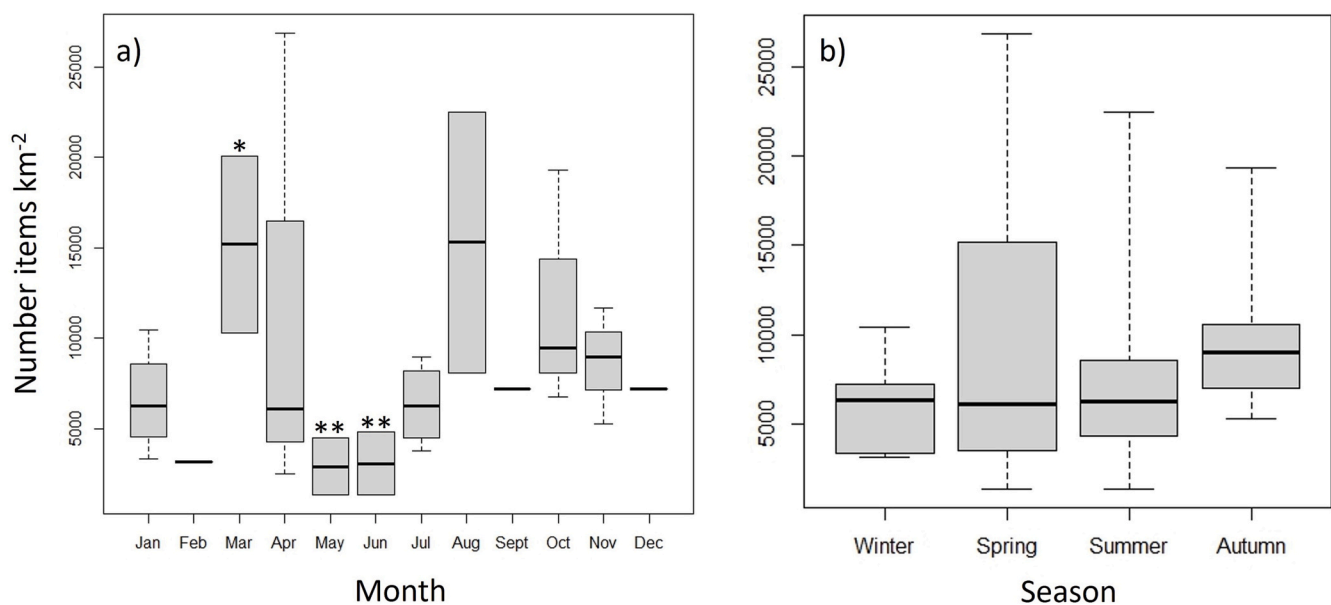 a)
Number items km-2
25000
20000
15000
10000
5000
*
**
**
Jan Feb Mar Apr May Jun Jul Aug Sept Oct Nov Dec
Month
b)
25000
20000
15000
10000
5000
Winter Spring Summer Autumn
Season